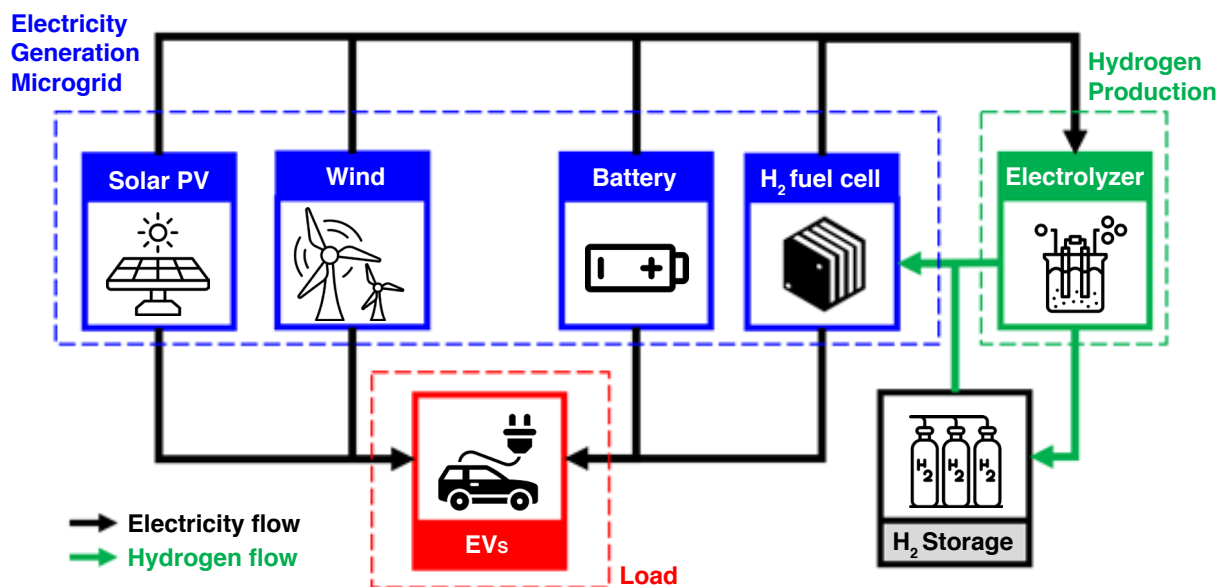 Electricity
Generation
Microgrid
Hydrogen
Production
Solar PV
Wind
Battery
H₂ fuel cell
Electrolyzer
H₂
H₂
H₂
EVs
H₂ Storage
Electricity flow
Hydrogen flow
Load